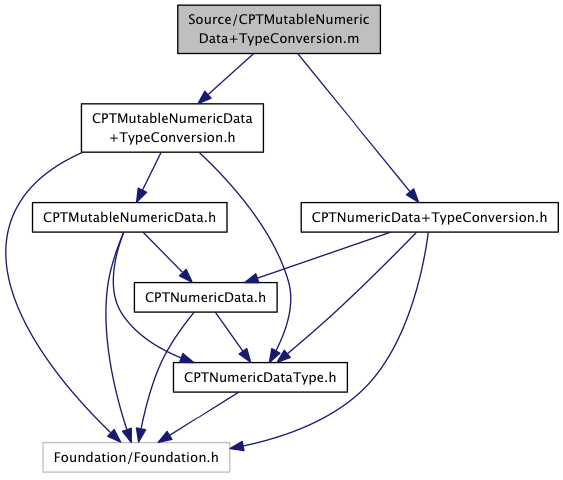 Source/CPTMutableNumeric
Data+TypeConversion.m
CPTMutableNumericData
+TypeConversion.h
CPTMutableNumericData.h
CPTNumericData+TypeConversion.h
CPTNumericData.h
CPTNumericDataType.h
Foundation/Foundation.h